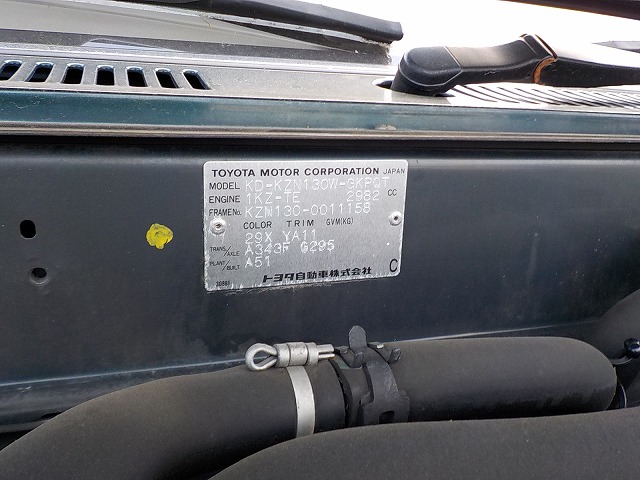 TOYOTA MOTOR CORPORATION JAPAN
MODEL KD-KZN130W-GKPQT
ENGINE 1KZ-TE 2982 CC
FRAME No. KZN130-0011158
COLOR TRIM GVM(KG)
29X YA11
TRANS./AXLE A343F G295
PLANT/BUILT A51
トヨタ自動車株式会社 C